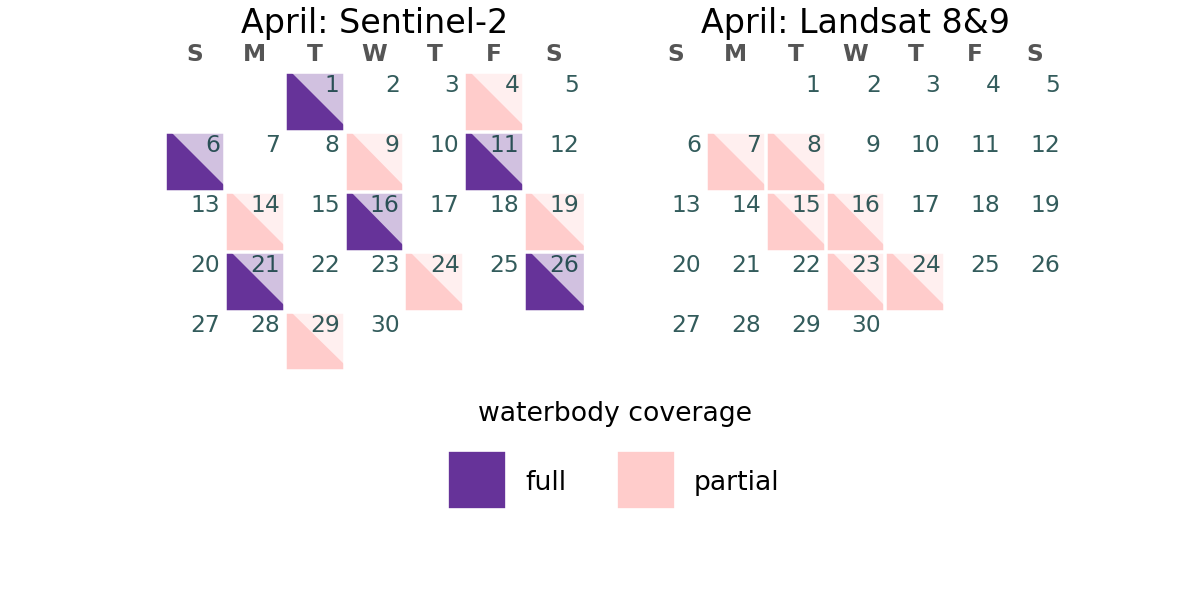 April: Sentinel-2
S M T W T F S
1 2 3 4 5
6 7 8 9 10 11 12
13 14 15 16 17 18 19
20 21 22 23 24 25 26
27 28 29 30
April: Landsat 8&9
S M T W T F S
1 2 3 4 5
6 7 8 9 10 11 12
13 14 15 16 17 18 19
20 21 22 23 24 25 26
27 28 29 30
waterbody coverage
full partial